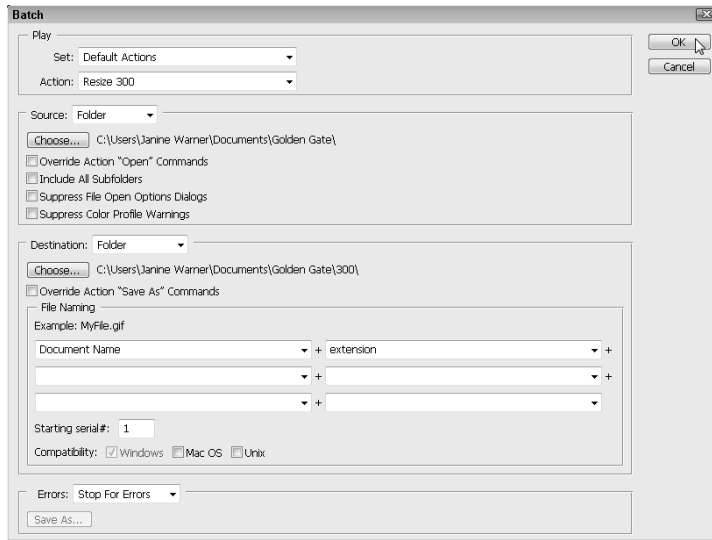 Batch
Play
Set: Default Actions
Action: Resize 300
OK
Cancel
Source: Folder
Choose... C:\Users\Janine Warner\Documents\Golden Gate\
Override Action "Open" Commands
Include All Subfolders
Suppress File Open Options Dialogs
Suppress Color Profile Warnings
Destination: Folder
Choose... C:\Users\Janine Warner\Documents\Golden Gate\300\
Override Action "Save As" Commands
File Naming
Example: MyFile.gif
Document Name + extension +
+ +
+
Starting serial#: 1
Compatibility: Windows Mac OS Unix
Errors: Stop For Errors
Save As...